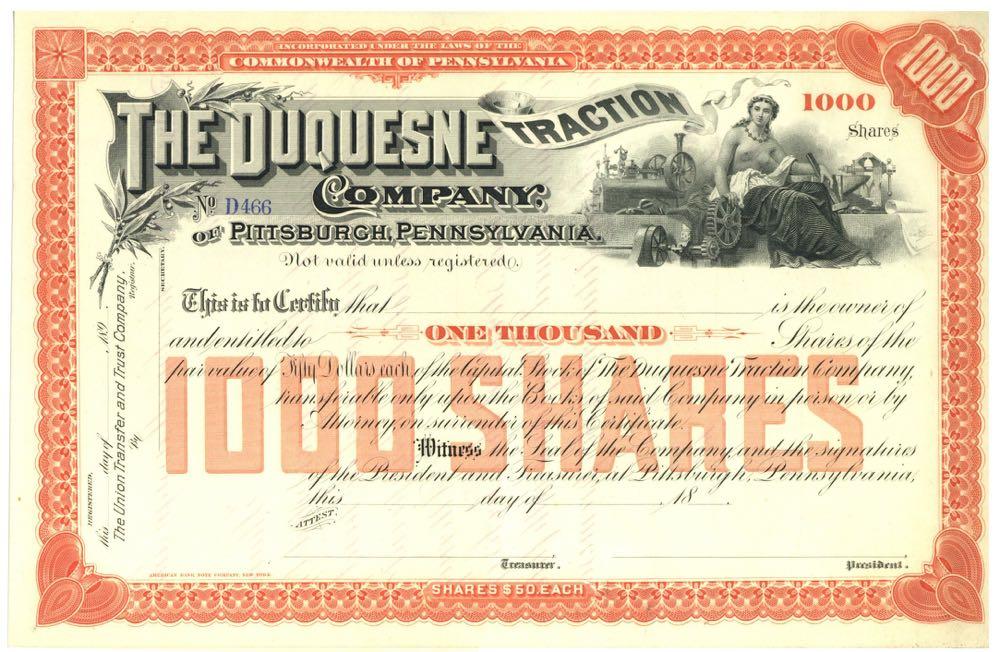 INCORPORATED UNDER THE LAWS OF THE
COMMONWEALTH OF PENNSYLVANIA
1000
THE DUQUESNE
TRACTION
COMPANY.
1000
Shares
No D466
OF PITTSBURGH, PENNSYLVANIA.
Not valid unless registered.
This is to Certify that is the owner of
and entitled to ONE THOUSAND Shares of the
par value of Fifty Dollars each, of the Capital Stock of The Duquesne Traction Company,
transferable only upon the Books of said Company in person or by
Attorney, on surrender of this Certificate.
1000 SHARES
Witness the Seal of the Company, and the signatures
of the President and Treasurer, at Pittsburgh, Pennsylvania,
this day of 18 .
ATTEST:
Treasurer.
President.
REGISTERED.
this day of , 189 .
The Union Transfer and Trust Company,
Registrar.
By
SECRETARY.
AMERICAN BANK NOTE COMPANY, NEW YORK.
SHARES $50. EACH